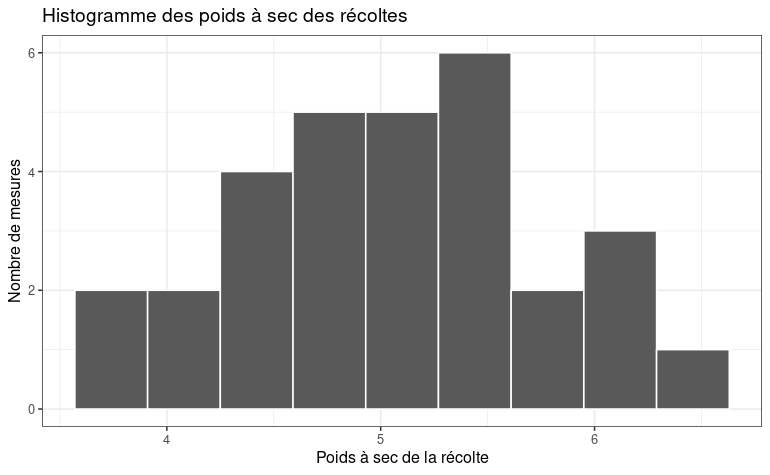 Histogramme des poids à sec des récoltes
Nombre de mesures
6
4
2
0
4
5
6
Poids à sec de la récolte